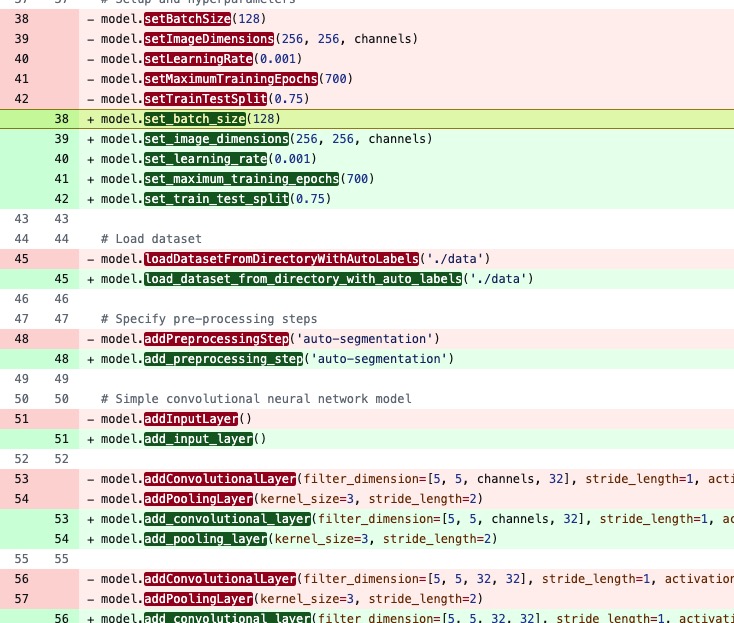 37 37 # Setup and hyperparameters
38 − model.setBatchSize(128)
39 − model.setImageDimensions(256, 256, channels)
40 − model.setLearningRate(0.001)
41 − model.setMaximumTrainingEpochs(700)
42 − model.setTrainTestSplit(0.75)
38 + model.set_batch_size(128)
39 + model.set_image_dimensions(256, 256, channels)
40 + model.set_learning_rate(0.001)
41 + model.set_maximum_training_epochs(700)
42 + model.set_train_test_split(0.75)
43 43
44 44 # Load dataset
45 − model.loadDatasetFromDirectoryWithAutoLabels('./data')
45 + model.load_dataset_from_directory_with_auto_labels('./data')
46 46
47 47 # Specify pre-processing steps
48 − model.addPreprocessingStep('auto-segmentation')
48 + model.add_preprocessing_step('auto-segmentation')
49 49
50 50 # Simple convolutional neural network model
51 − model.addInputLayer()
51 + model.add_input_layer()
52 52
53 − model.addConvolutionalLayer(filter_dimension=[5, 5, channels, 32], stride_length=1, acti
54 − model.addPoolingLayer(kernel_size=3, stride_length=2)
53 + model.add_convolutional_layer(filter_dimension=[5, 5, channels, 32], stride_length=1, ac
54 + model.add_pooling_layer(kernel_size=3, stride_length=2)
55 55
56 − model.addConvolutionalLayer(filter_dimension=[5, 5, 32, 32], stride_length=1, activation
57 − model.addPoolingLayer(kernel_size=3, stride_length=2)
56 + model.add_convolutional_layer(filter_dimension=[5, 5, 32, 32], stride_length=1, activat